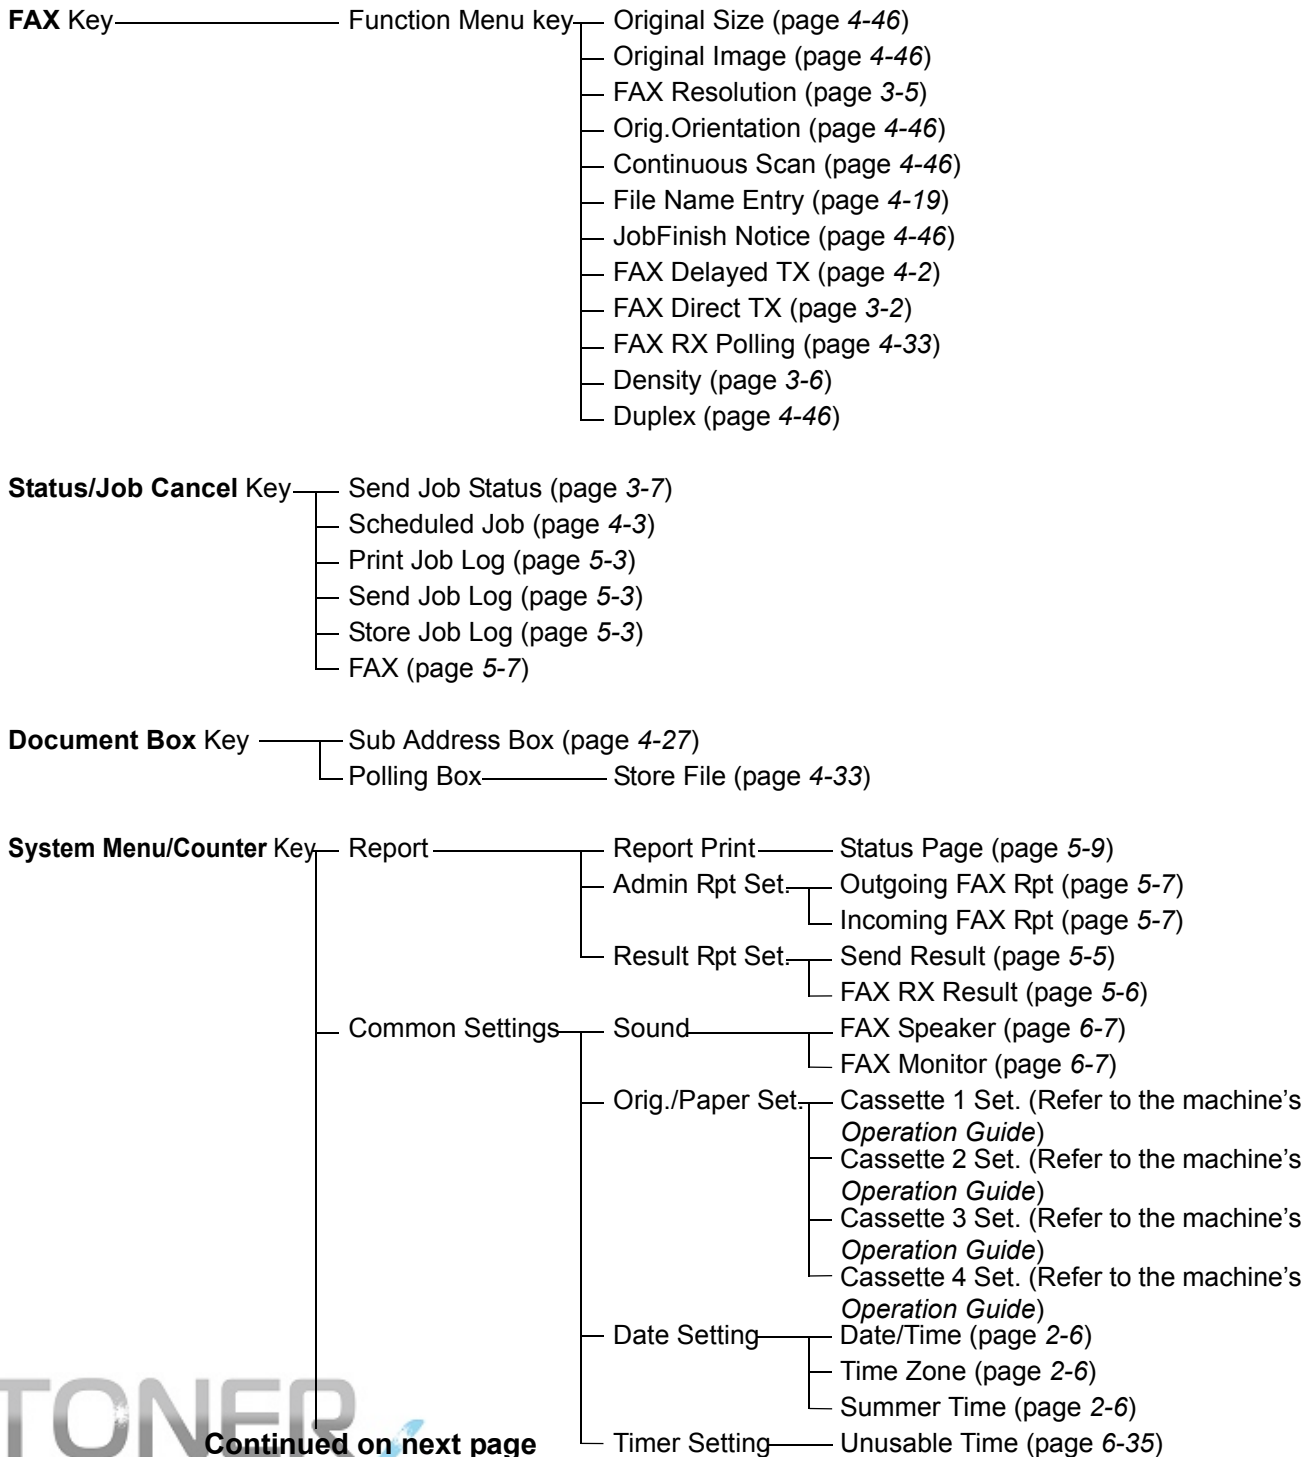 FAX Key Function Menu key Original Size (page 4-46)
Original Image (page 4-46)
FAX Resolution (page 3-5)
Orig.Orientation (page 4-46)
Continuous Scan (page 4-46)
File Name Entry (page 4-19)
JobFinish Notice (page 4-46)
FAX Delayed TX (page 4-2)
FAX Direct TX (page 3-2)
FAX RX Polling (page 4-33)
Density (page 3-6)
Duplex (page 4-46)
Status/Job Cancel Key Send Job Status (page 3-7)
Scheduled Job (page 4-3)
Print Job Log (page 5-3)
Send Job Log (page 5-3)
Store Job Log (page 5-3)
FAX (page 5-7)
Document Box Key Sub Address Box (page 4-27)
Polling Box Store File (page 4-33)
System Menu/Counter Key Report Report Print Status Page (page 5-9)
Admin Rpt Set. Outgoing FAX Rpt (page 5-7)
Incoming FAX Rpt (page 5-7)
Result Rpt Set. Send Result (page 5-5)
FAX RX Result (page 5-6)
Common Settings Sound FAX Speaker (page 6-7)
FAX Monitor (page 6-7)
Orig./Paper Set. Cassette 1 Set. (Refer to the machine's
Operation Guide)
Cassette 2 Set. (Refer to the machine's
Operation Guide)
Cassette 3 Set. (Refer to the machine's
Operation Guide)
Cassette 4 Set. (Refer to the machine's
Operation Guide)
Date Setting Date/Time (page 2-6)
Time Zone (page 2-6)
Summer Time (page 2-6)
TONER
Continued on next page Timer Setting Unusable Time (page 6-35)